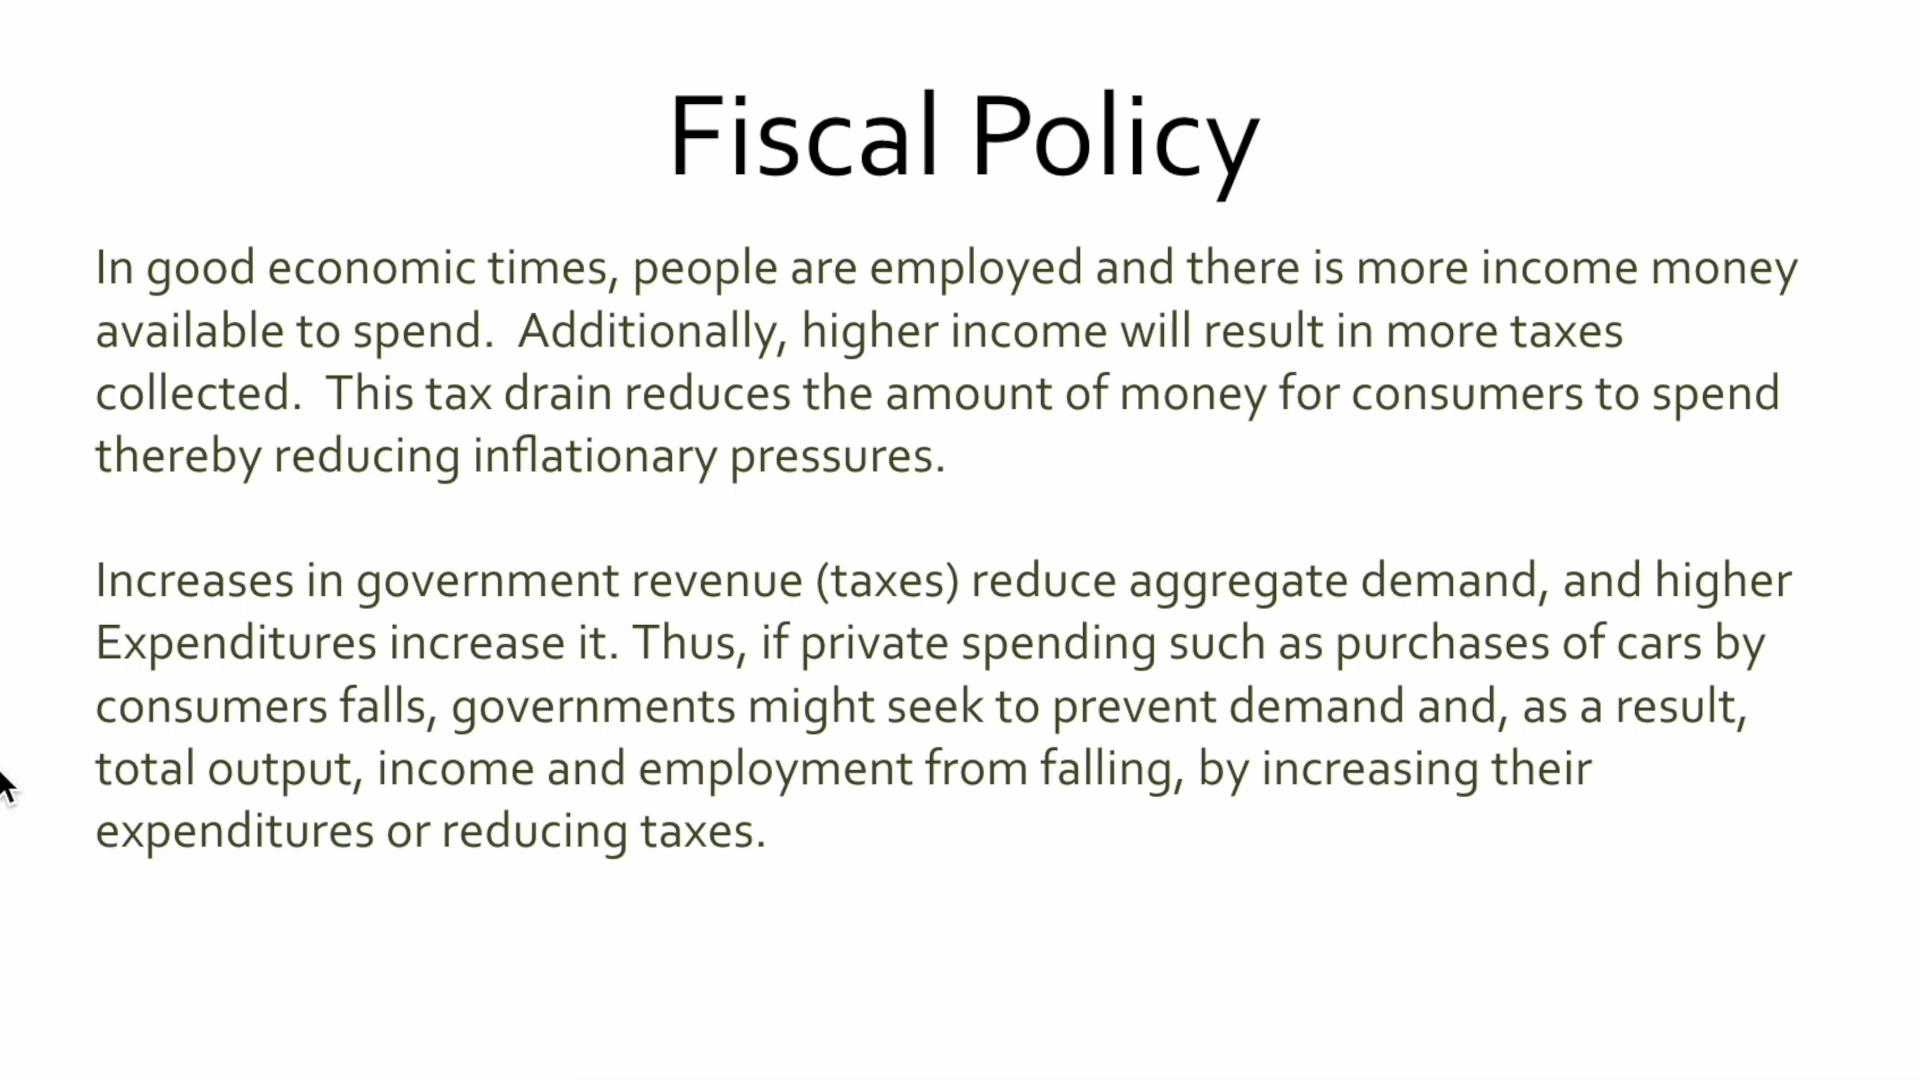 Fiscal Policy
In good economic times, people are employed and there is more income money
available to spend.  Additionally, higher income will result in more taxes
collected.  This tax drain reduces the amount of money for consumers to spend
thereby reducing inflationary pressures.
Increases in government revenue (taxes) reduce aggregate demand, and higher
Expenditures increase it. Thus, if private spending such as purchases of cars by
consumers falls, governments might seek to prevent demand and, as a result,
total output, income and employment from falling, by increasing their
expenditures or reducing taxes.